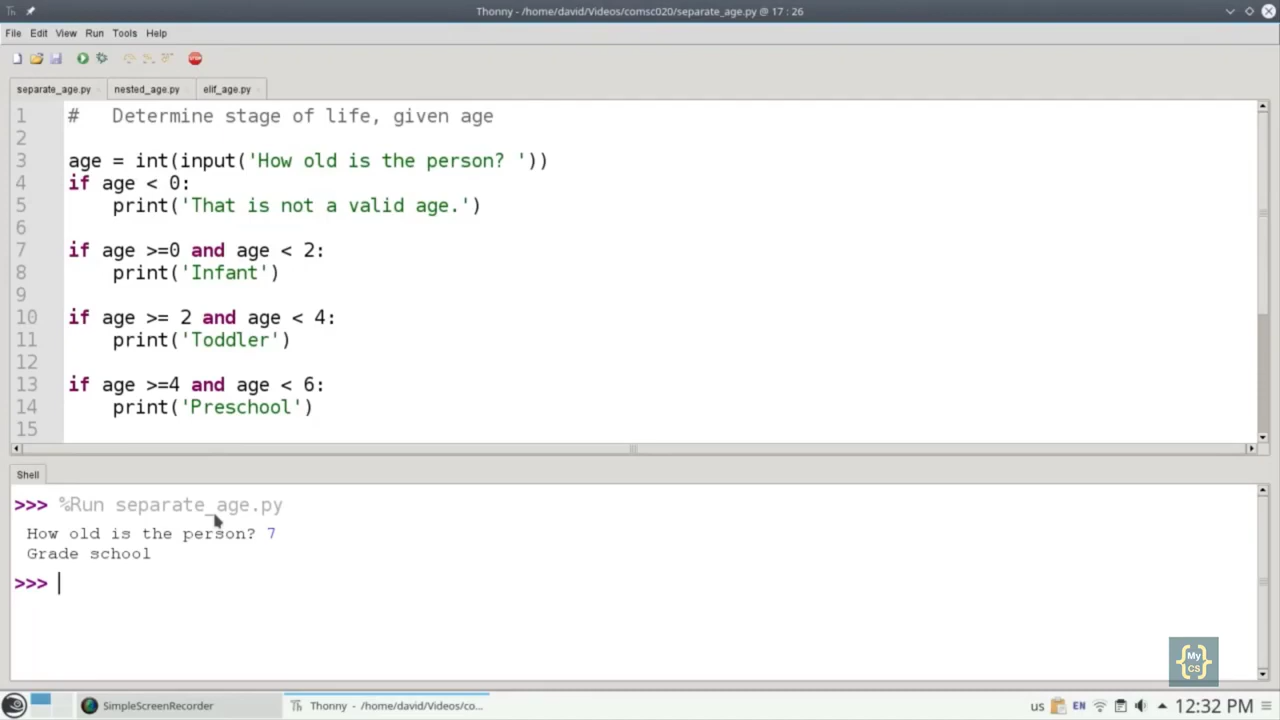 Thonny - /home/david/Videos/comsc020/separate_age.py @ 17 : 26
File Edit View Run Tools Help
STOP
separate_age.py nested_age.py elif_age.py
1 #   Determine stage of life, given age
2
3 age = int(input('How old is the person? '))
4 if age < 0:
5     print('That is not a valid age.')
6
7 if age >=0 and age < 2:
8     print('Infant')
9
10 if age >= 2 and age < 4:
11     print('Toddler')
12
13 if age >=4 and age < 6:
14     print('Preschool')
15
Shell
>>> %Run separate_age.py
How old is the person? 7
Grade school
>>>
{My CS}
SimpleScreenRecorder Th Thonny - /home/david/Videos/co... us EN 12:32 PM